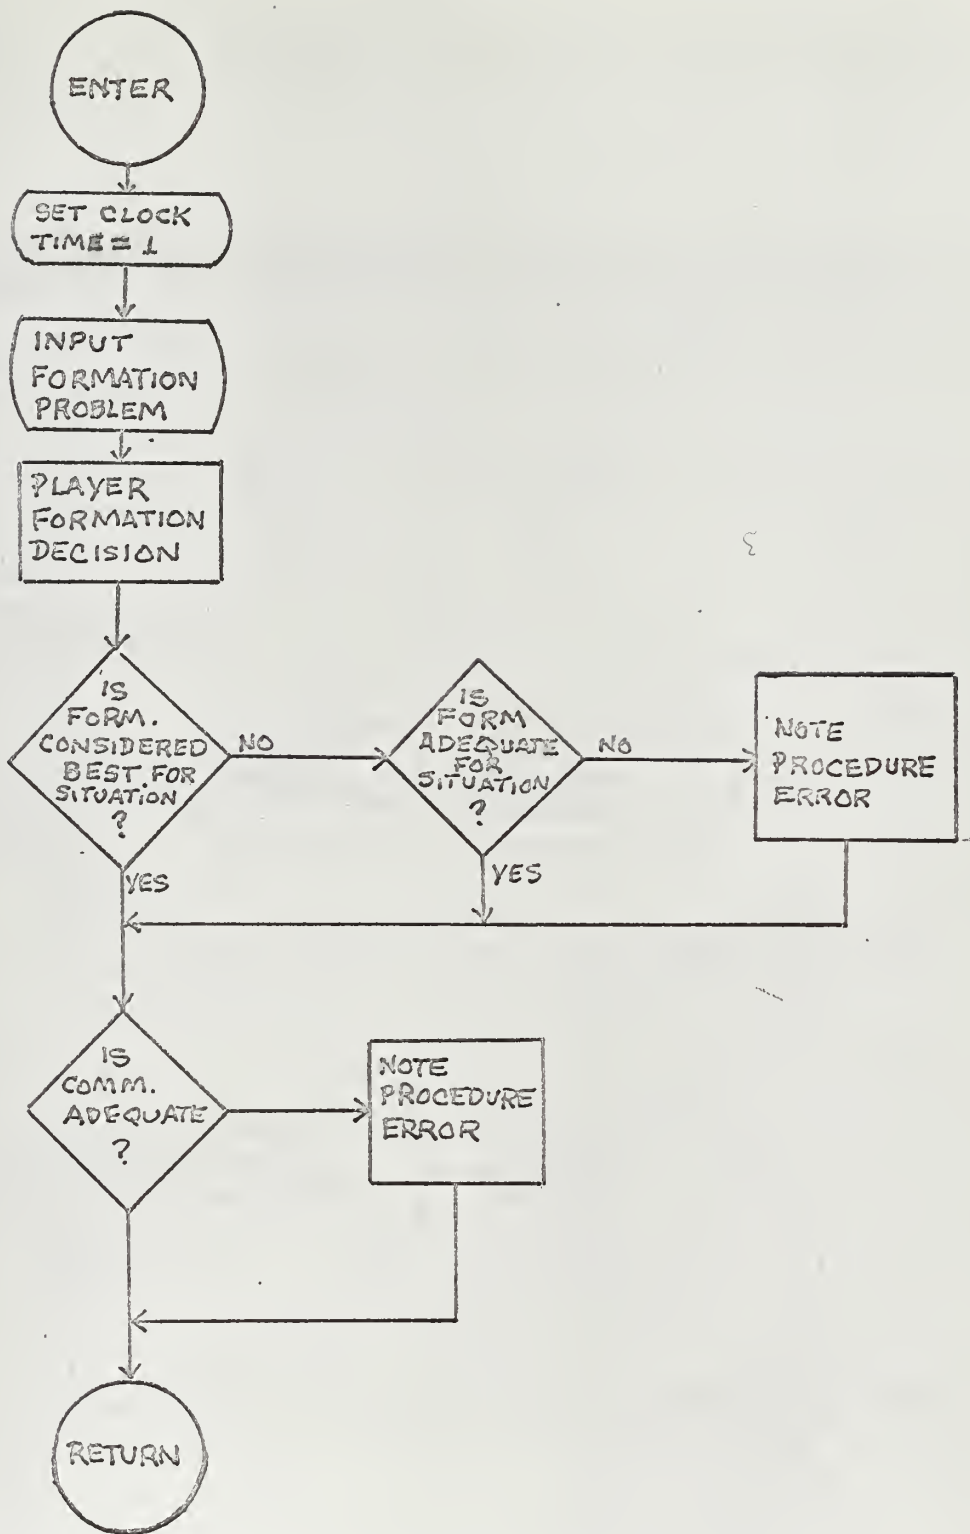 ENTER
SET CLOCK
TIME = 1
INPUT
FORMATION
PROBLEM
PLAYER
FORMATION
DECISION
IS
FORM.
CONSIDERED
BEST FOR
SITUATION
?
NO
IS
FORM
ADEQUATE
FOR
SITUATION
?
NO
NOTE
PROCEDURE
ERROR
YES
YES
IS
COMM.
ADEQUATE
?
NOTE
PROCEDURE
ERROR
RETURN